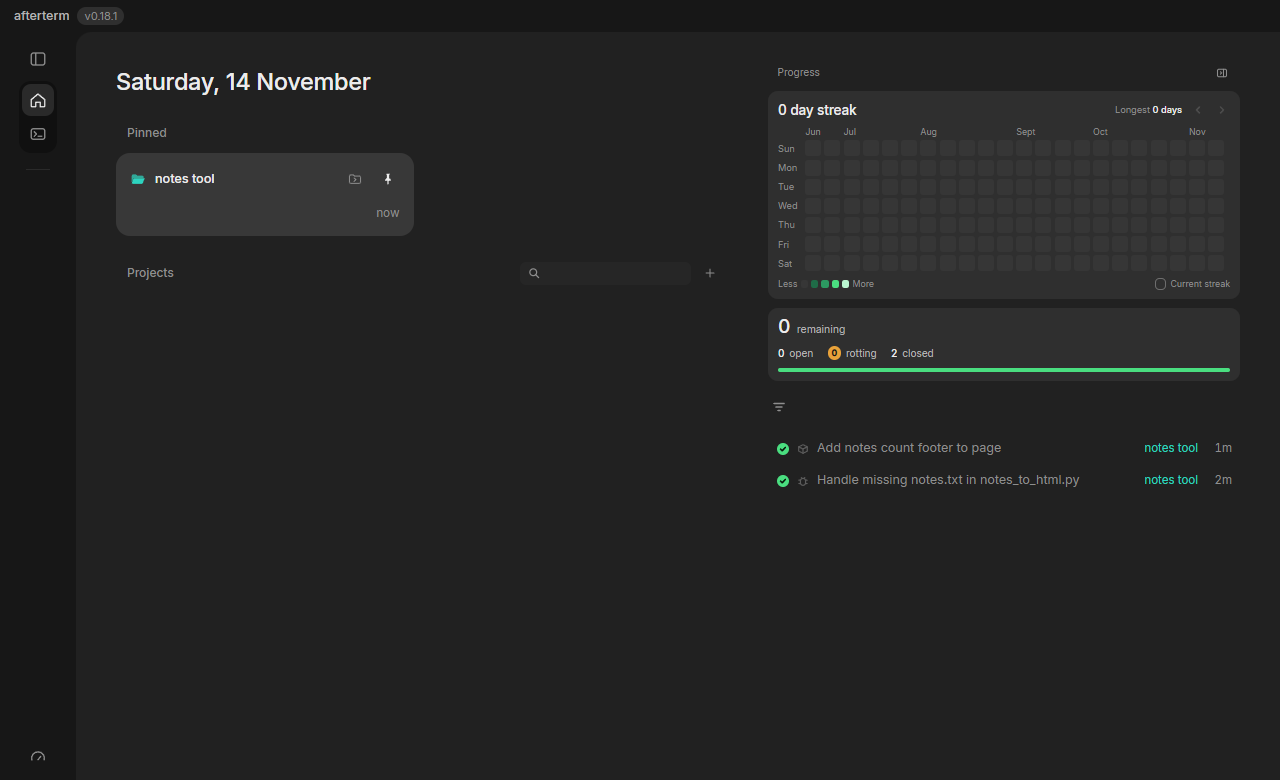 afterterm v0.18.1
Saturday, 14 November
Pinned
notes tool
now
Projects
Progress
0 day streak
Longest 0 days
Jun Jul Aug Sept Oct Nov
Sun
Mon
Tue
Wed
Thu
Fri
Sat
Less More
Current streak
0 remaining
0 open 0 rotting 2 closed
Add notes count footer to page notes tool 1m
Handle missing notes.txt in notes_to_html.py notes tool 2m